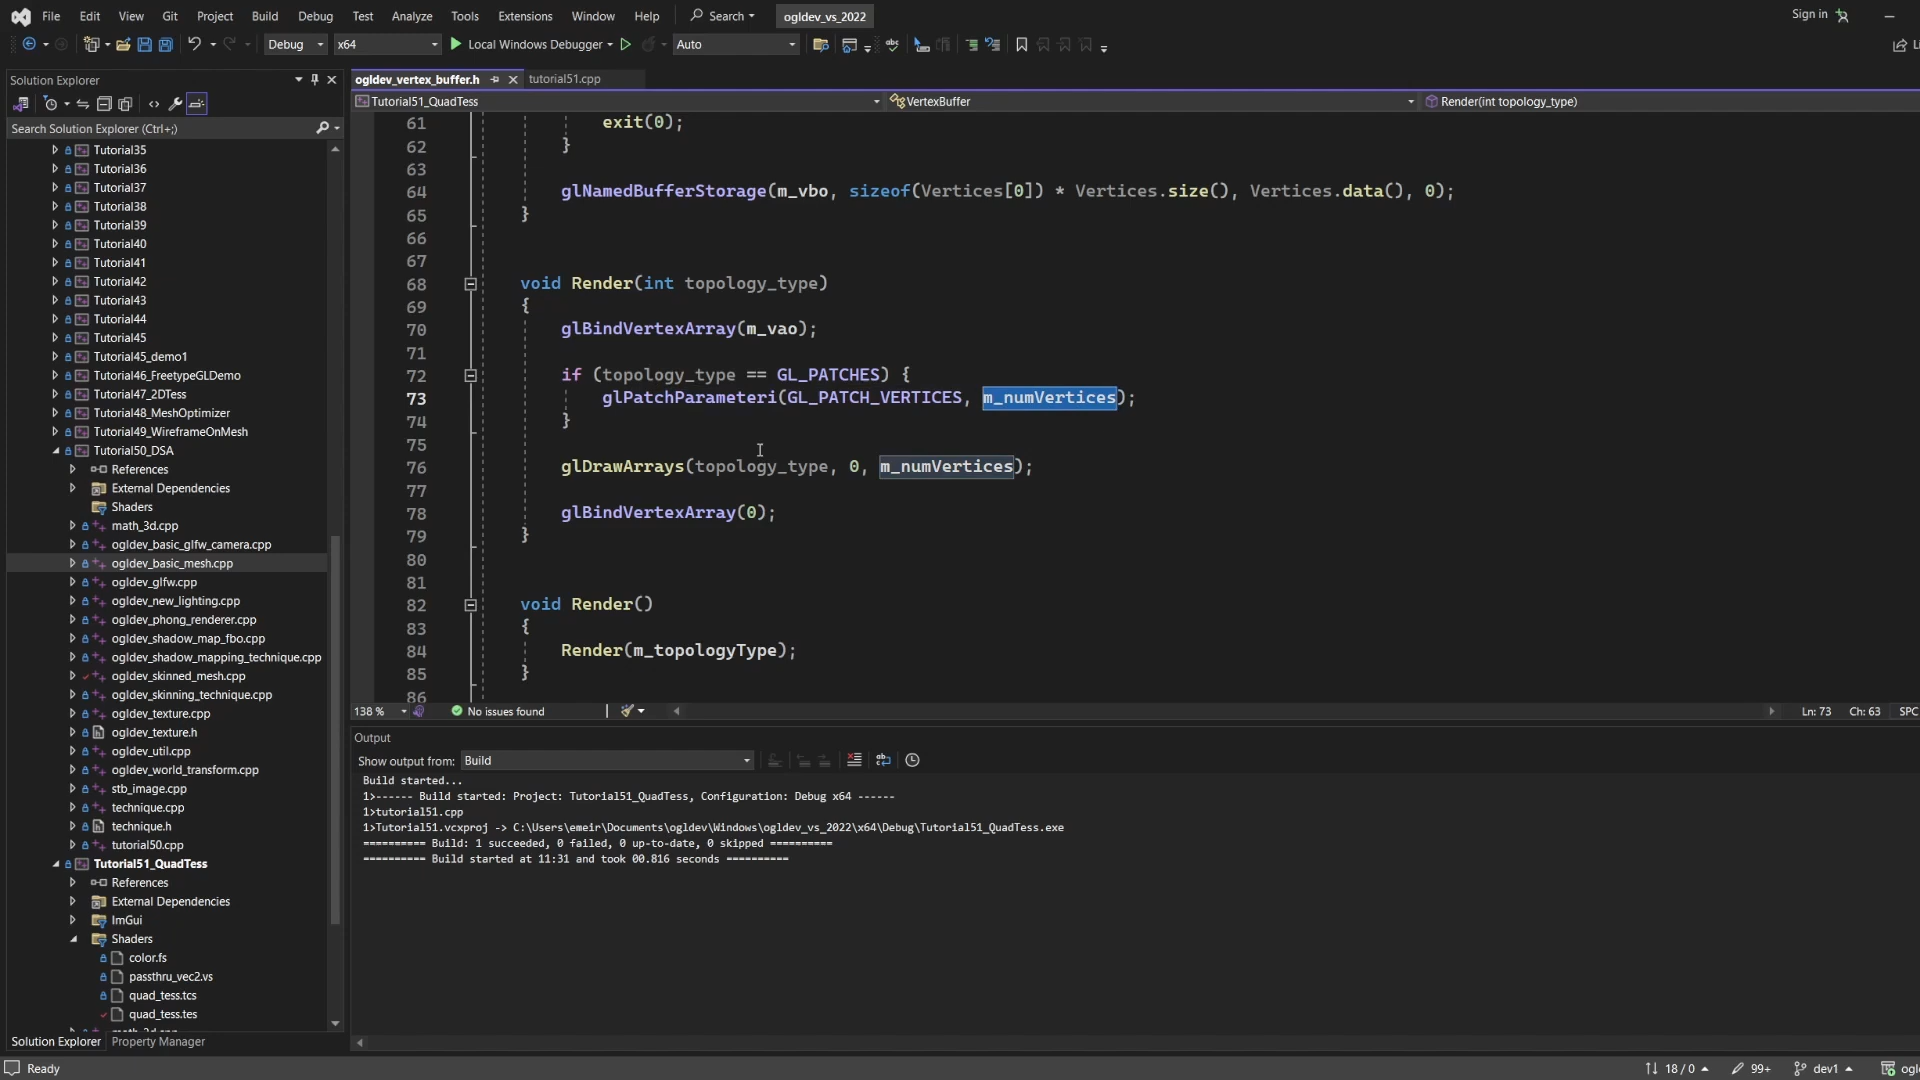 File Edit View Git Project Build Debug Test Analyze Tools Extensions Window Help Search ogldev_vs_2022 Sign in
Debug x64 Local Windows Debugger Auto
Solution Explorer
Search Solution Explorer (Ctrl+;)
Tutorial35
Tutorial36
Tutorial37
Tutorial38
Tutorial39
Tutorial40
Tutorial41
Tutorial42
Tutorial43
Tutorial44
Tutorial45
Tutorial45_demo1
Tutorial46_FreetypeGLDemo
Tutorial47_2DTess
Tutorial48_MeshOptimizer
Tutorial49_WireframeOnMesh
Tutorial50_DSA
References
External Dependencies
Shaders
math_3d.cpp
ogldev_basic_glfw_camera.cpp
ogldev_basic_mesh.cpp
ogldev_glfw.cpp
ogldev_new_lighting.cpp
ogldev_phong_renderer.cpp
ogldev_shadow_map_fbo.cpp
ogldev_shadow_mapping_technique.cpp
ogldev_skinned_mesh.cpp
ogldev_skinning_technique.cpp
ogldev_texture.cpp
ogldev_texture.h
ogldev_util.cpp
ogldev_world_transform.cpp
stb_image.cpp
technique.cpp
technique.h
tutorial50.cpp
Tutorial51_QuadTess
References
External Dependencies
ImGui
Shaders
color.fs
passthru_vec2.vs
quad_tess.tcs
quad_tess.tes
Solution Explorer Property Manager
ogldev_vertex_buffer.h tutorial51.cpp
Tutorial51_QuadTess VertexBuffer Render(int topology_type)
61 exit(0);
62 }
63
64 glNamedBufferStorage(m_vbo, sizeof(Vertices[0]) * Vertices.size(), Vertices.data(), 0);
65 }
66
67
68 void Render(int topology_type)
69 {
70 glBindVertexArray(m_vao);
71
72 if (topology_type == GL_PATCHES) {
73 glPatchParameteri(GL_PATCH_VERTICES, m_numVertices);
74 }
75
76 glDrawArrays(topology_type, 0, m_numVertices);
77
78 glBindVertexArray(0);
79 }
80
81
82 void Render()
83 {
84 Render(m_topologyType);
85 }
86
138 % No issues found Ln: 73 Ch: 63 SPC
Output
Show output from: Build
Build started...
1>------ Build started: Project: Tutorial51_QuadTess, Configuration: Debug x64 ------
1>tutorial51.cpp
1>Tutorial51.vcxproj -> C:\Users\emeir\Documents\ogldev\Windows\ogldev_vs_2022\x64\Debug\Tutorial51_QuadTess.exe
========== Build: 1 succeeded, 0 failed, 0 up-to-date, 0 skipped ==========
========== Build started at 11:31 and took 00.816 seconds ==========
Ready 18 / 0 99+ dev1